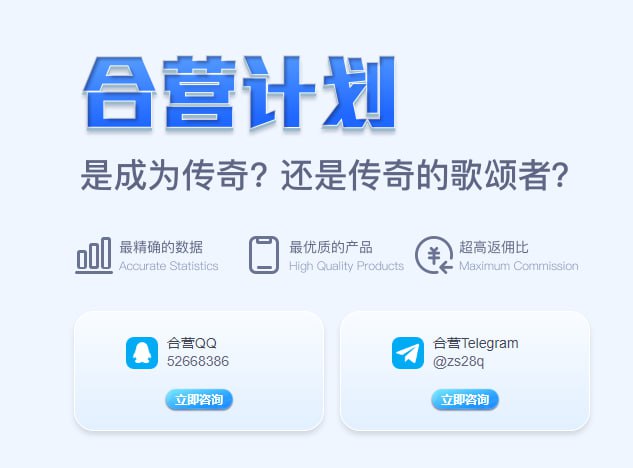 合营计划
是成为传奇？还是传奇的歌颂者？
最精确的数据
Accurate Statistics
最优质的产品
High Quality Products
超高返佣比
Maximum Commission
合营QQ
52668386
立即咨询
合营Telegram
@zs28q
立即咨询